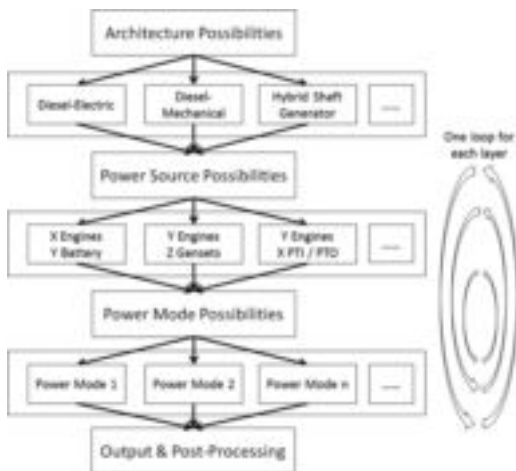 Architecture Possibilities
Diesel-Electric
Diesel-
Mechanical
Hybrid Shaft
Generator
......
One loop for
each layer
Power Source Possibilities
X Engines
Y Battery
Y Engines
Z Gensets
Y Engines
X PTI / PTO
......
Power Mode Possibilities
Power Mode 1
Power Mode 2
Power Mode n
......
Output & Post-Processing